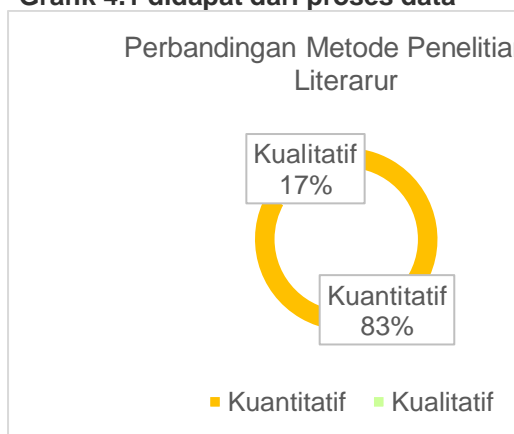 Grafik 4.1 didapat dari proses data
Perbandingan Metode Penelitia
Literarur
Kualitatif
17%
Kuantitatif
83%
Kuantitatif Kualitatif